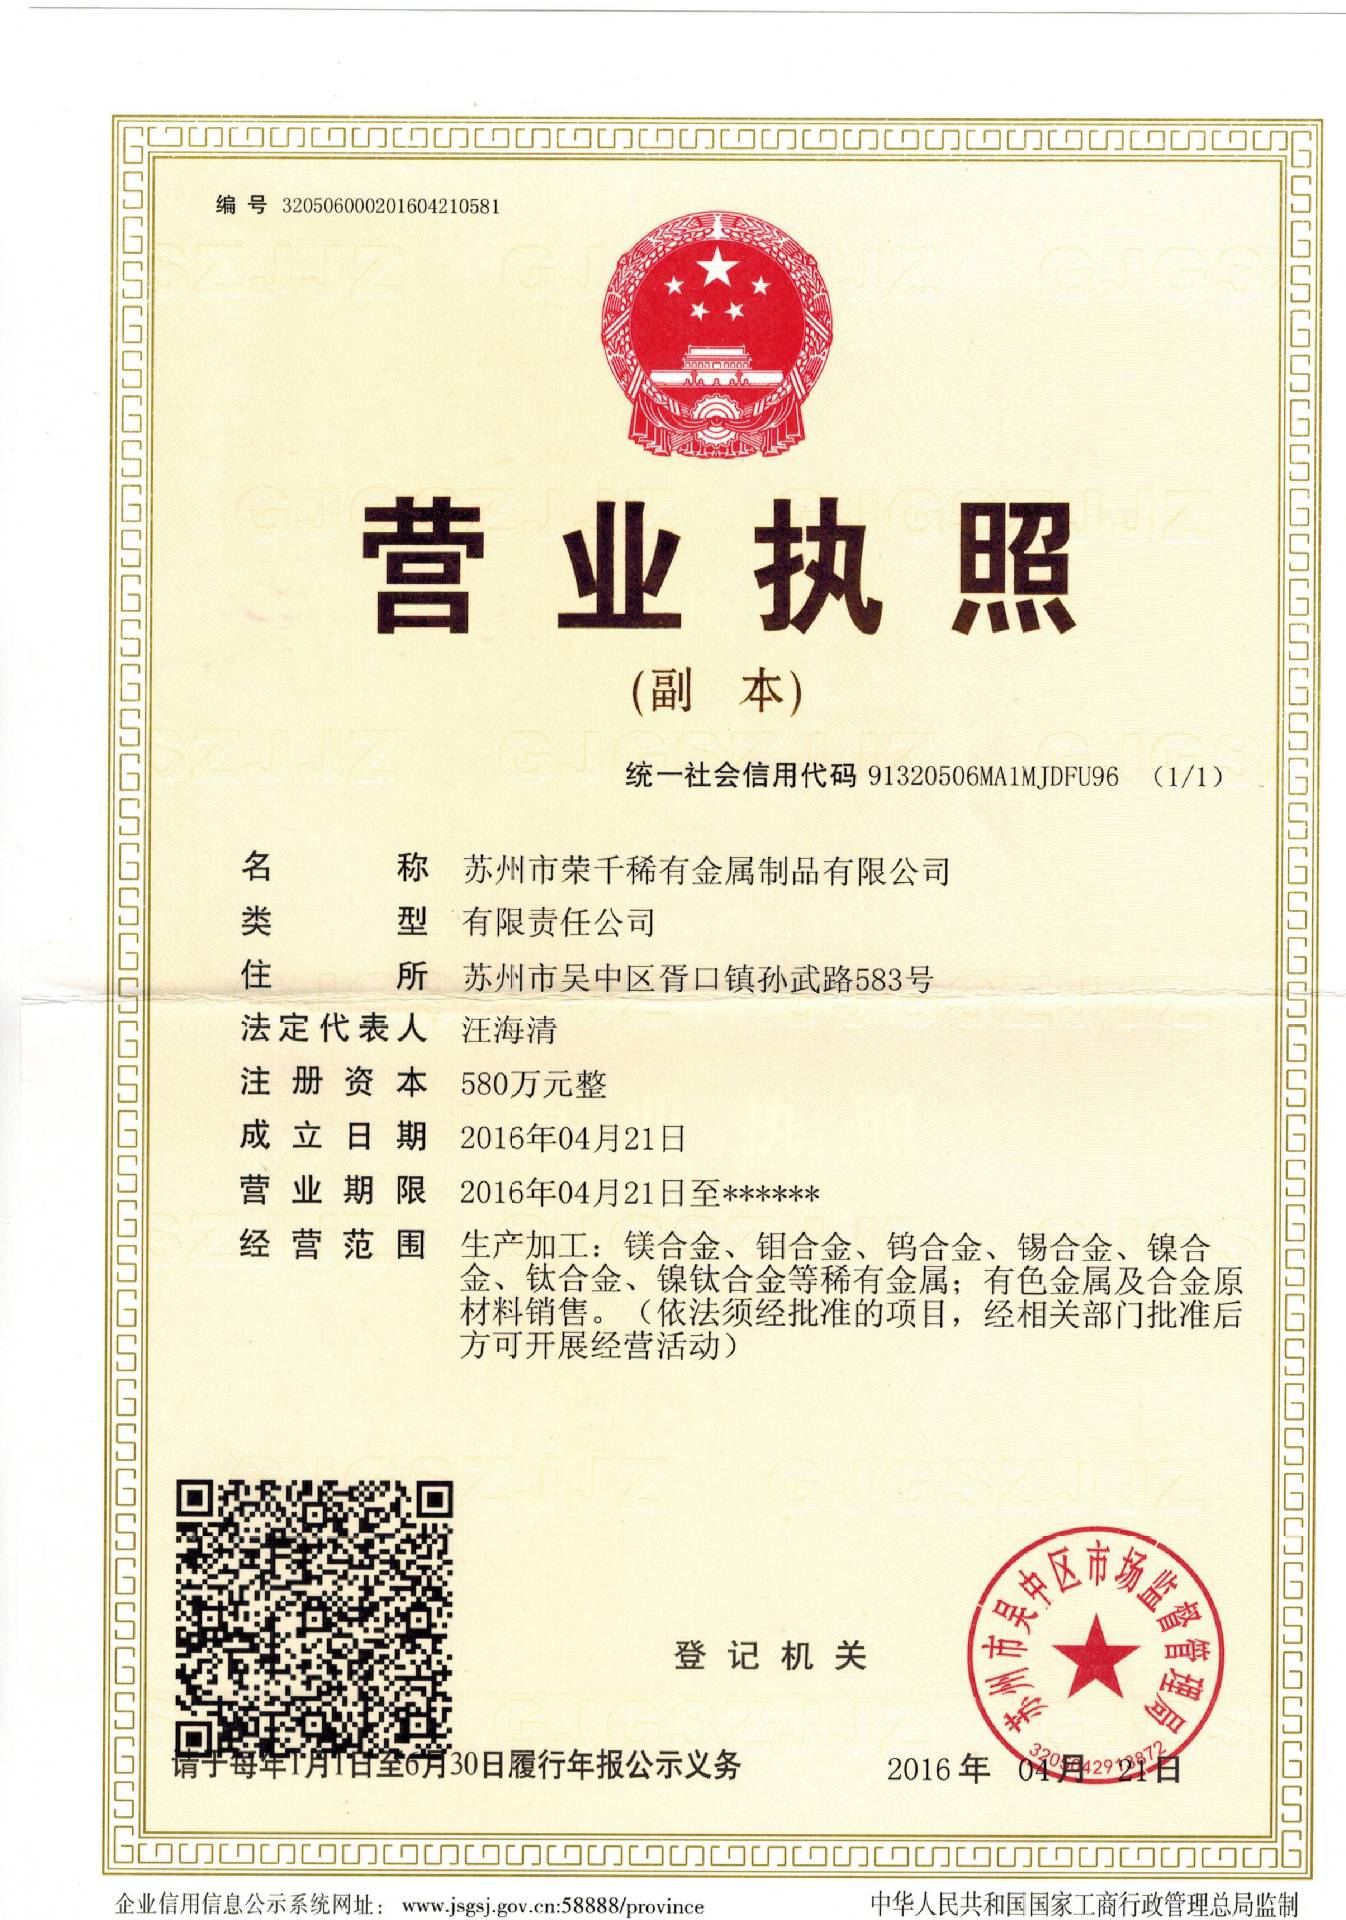 编 号 320506000201604210581
营业执照
(副 本)
统一社会信用代码 91320506MA1MJDFU96 （1/1）
名 称 苏州市荣千稀有金属制品有限公司
类 型 有限责任公司
住 所 苏州市吴中区胥口镇孙武路583号
法定代表人 汪海清
注 册 资 本 580万元整
成 立 日 期 2016年04月21日
营 业 期 限 2016年04月21日至******
经 营 范 围 生产加工：镁合金、钼合金、钨合金、锡合金、镍合
金、钛合金、镍钛合金等稀有金属；有色金属及合金原
材料销售。（依法须经批准的项目，经相关部门批准后
方可开展经营活动）
苏州市吴中区市场监督管理局
登 记 机 关
请于每年1月1日至6月30日履行年报公示义务
2016 年 04月 21日
企业信用信息公示系统网址： www.jsgsj.gov.cn:58888/province
中华人民共和国国家工商行政管理总局监制